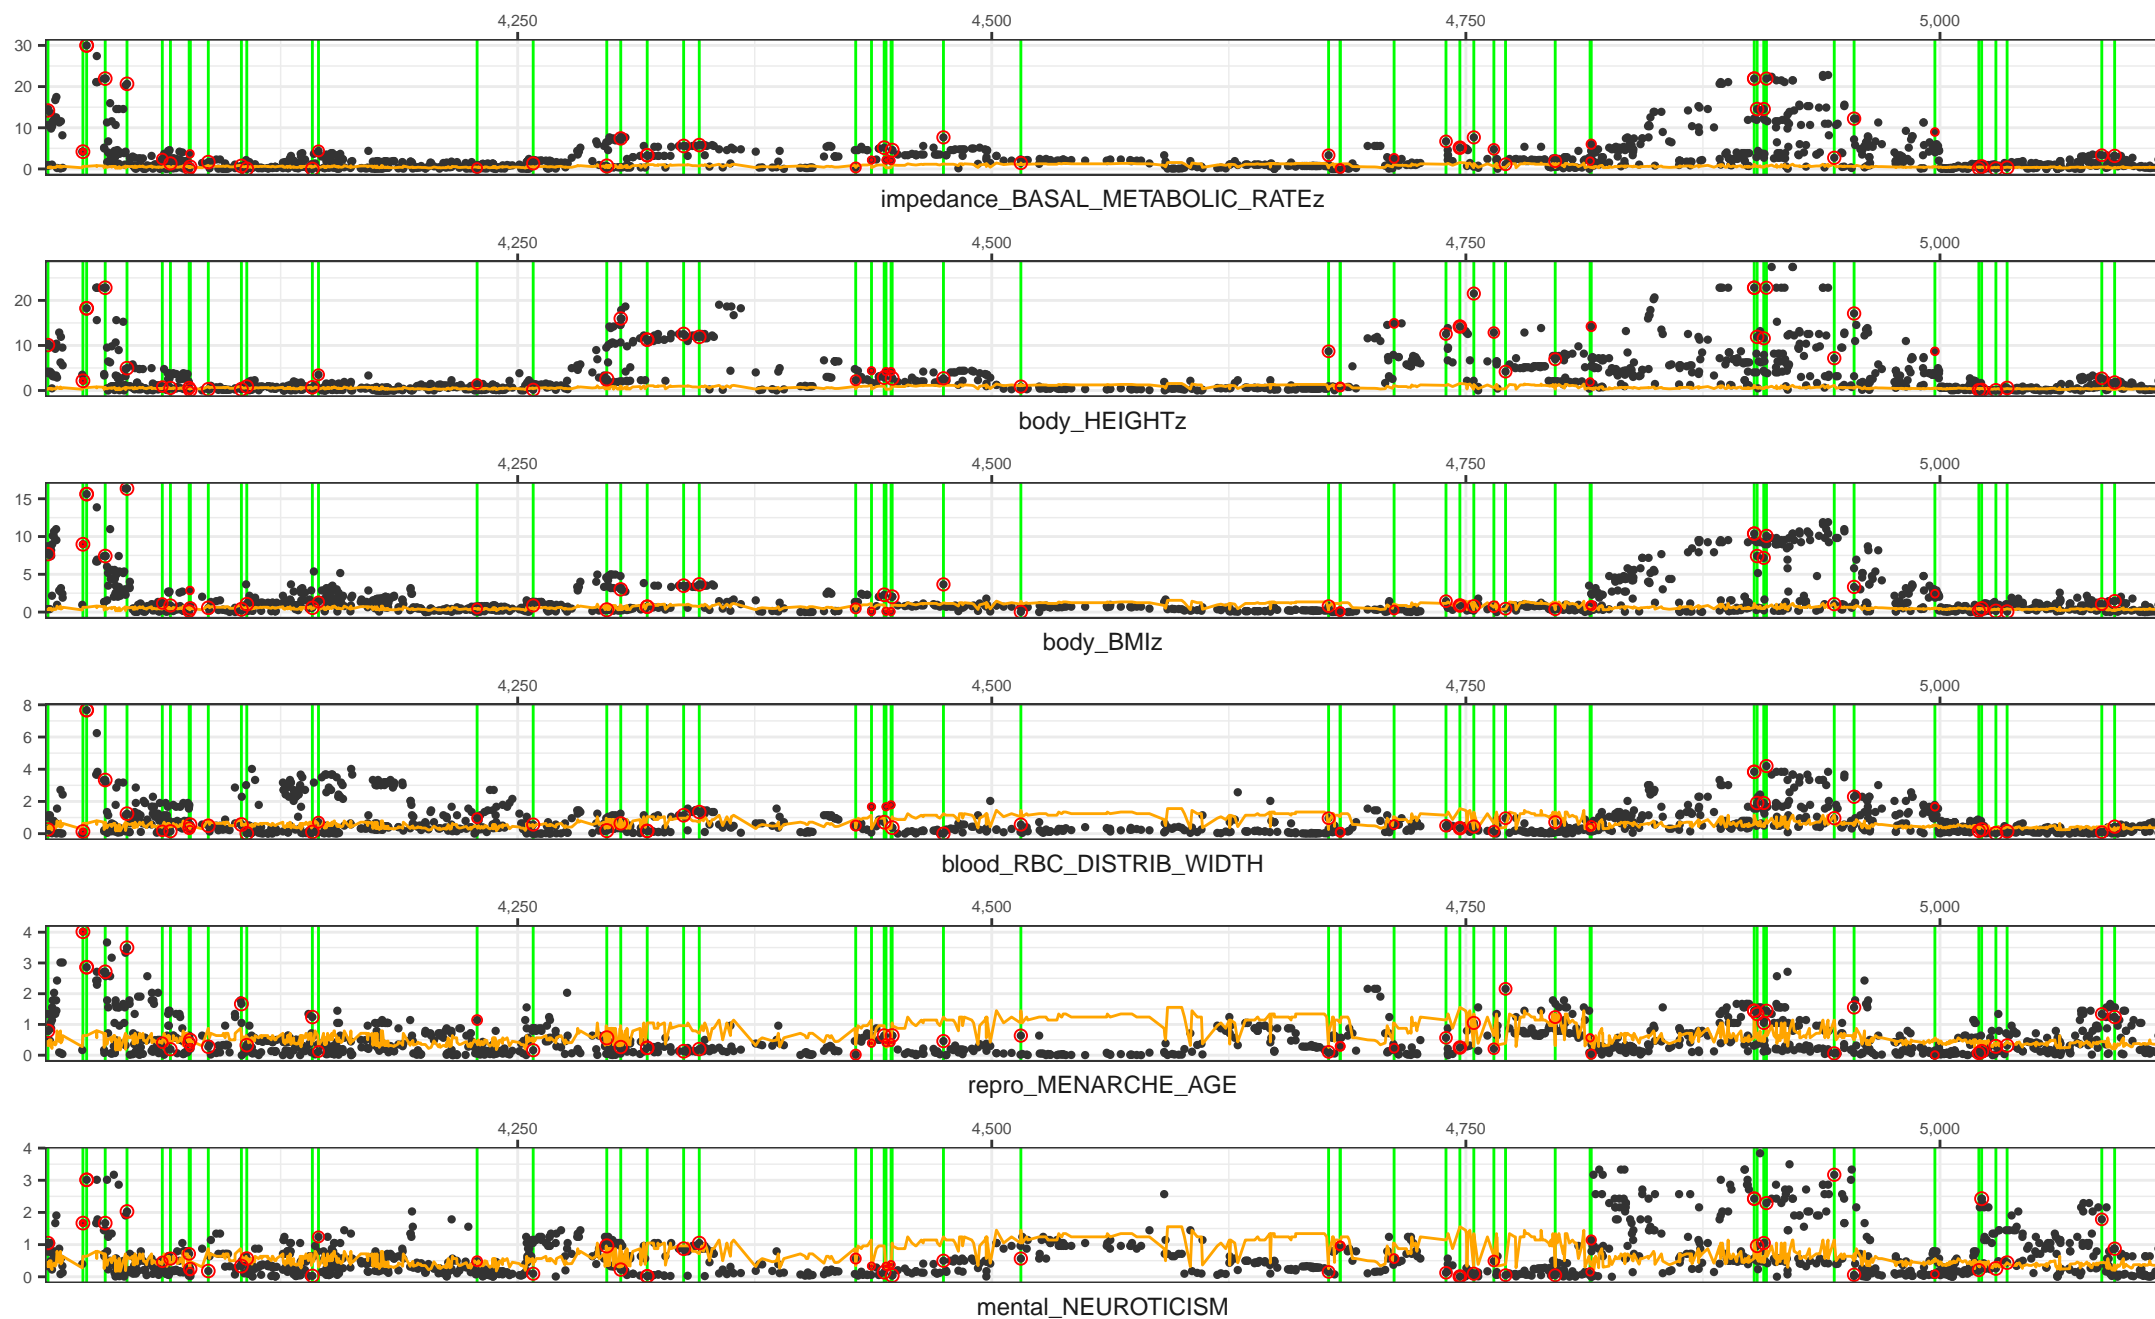 4,250 4,500 4,750 5,000
30
20
10
0
impedance_BASAL_METABOLIC_RATEz
4,250 4,500 4,750 5,000
20
10
0
body_HEIGHTz
4,250 4,500 4,750 5,000
15
10
5
0
body_BMIz
4,250 4,500 4,750 5,000
8
6
4
2
0
blood_RBC_DISTRIB_WIDTH
4,250 4,500 4,750 5,000
4
3
2
1
0
repro_MENARCHE_AGE
4,250 4,500 4,750 5,000
4
3
2
1
0
mental_NEUROTICISM